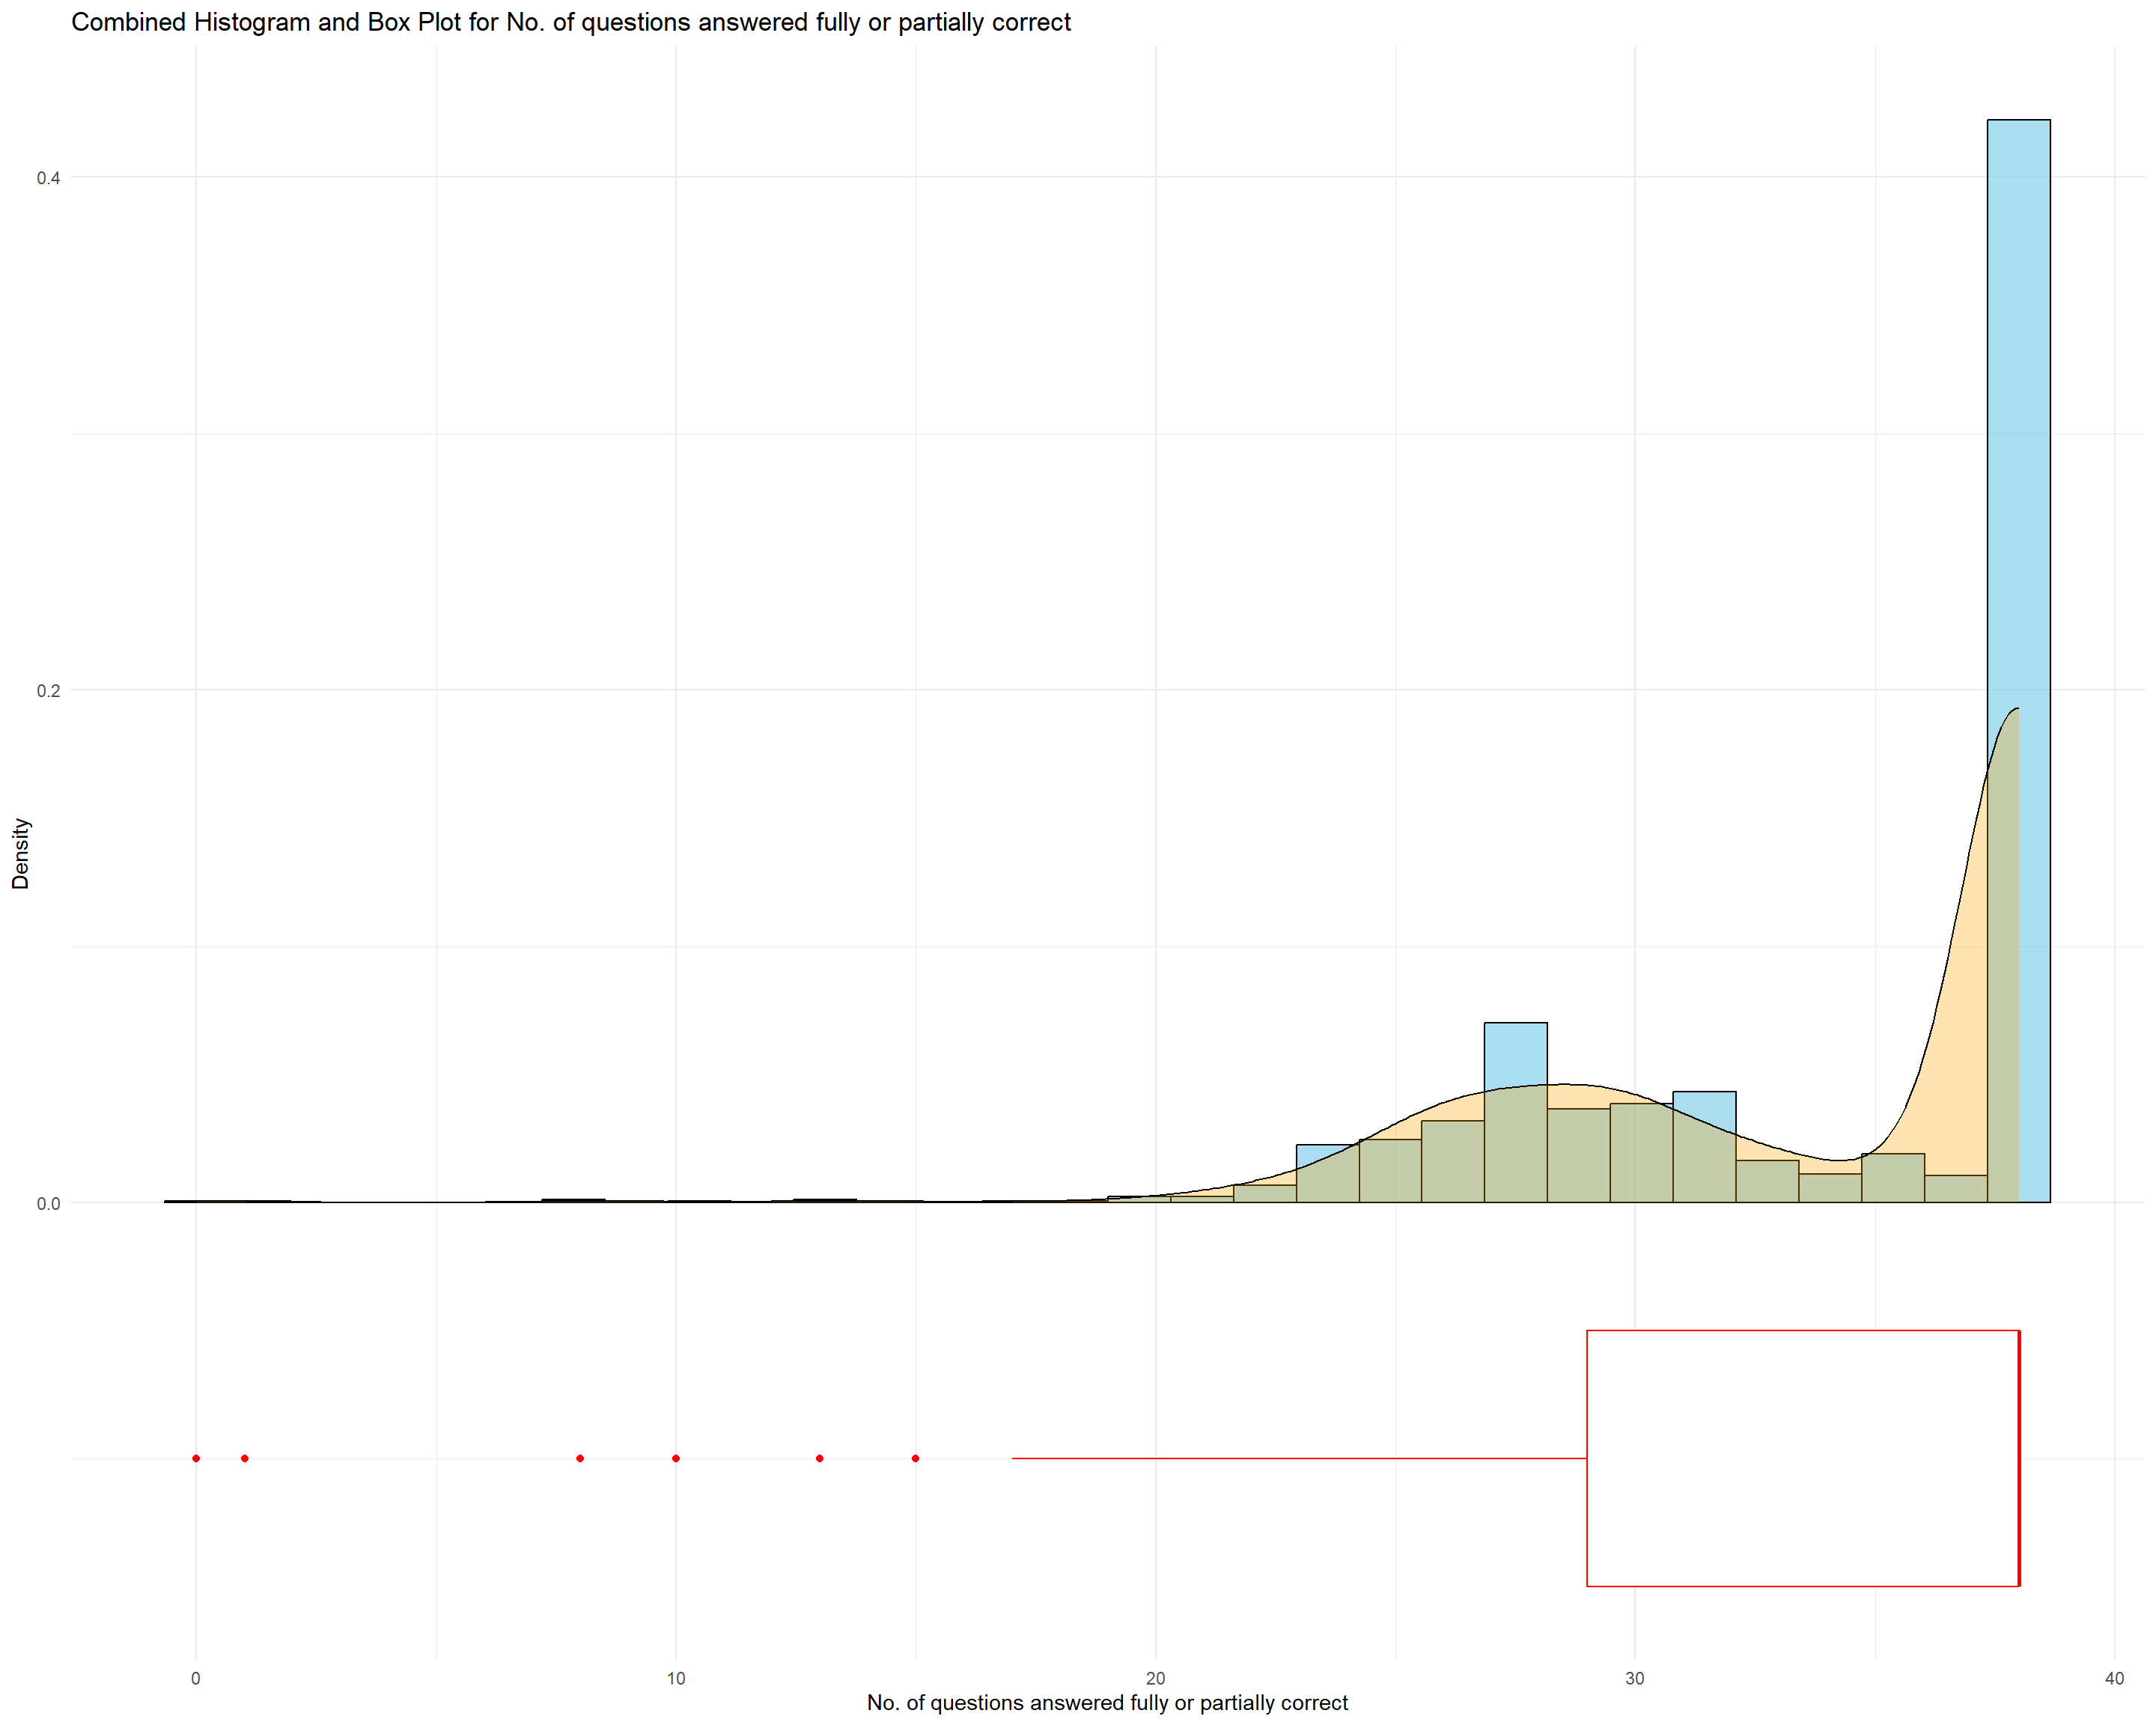 Combined Histogram and Box Plot for No. of questions answered fully or partially correct
0.4
0.2
0.0
Density
0 10 20 30 40
No. of questions answered fully or partially correct